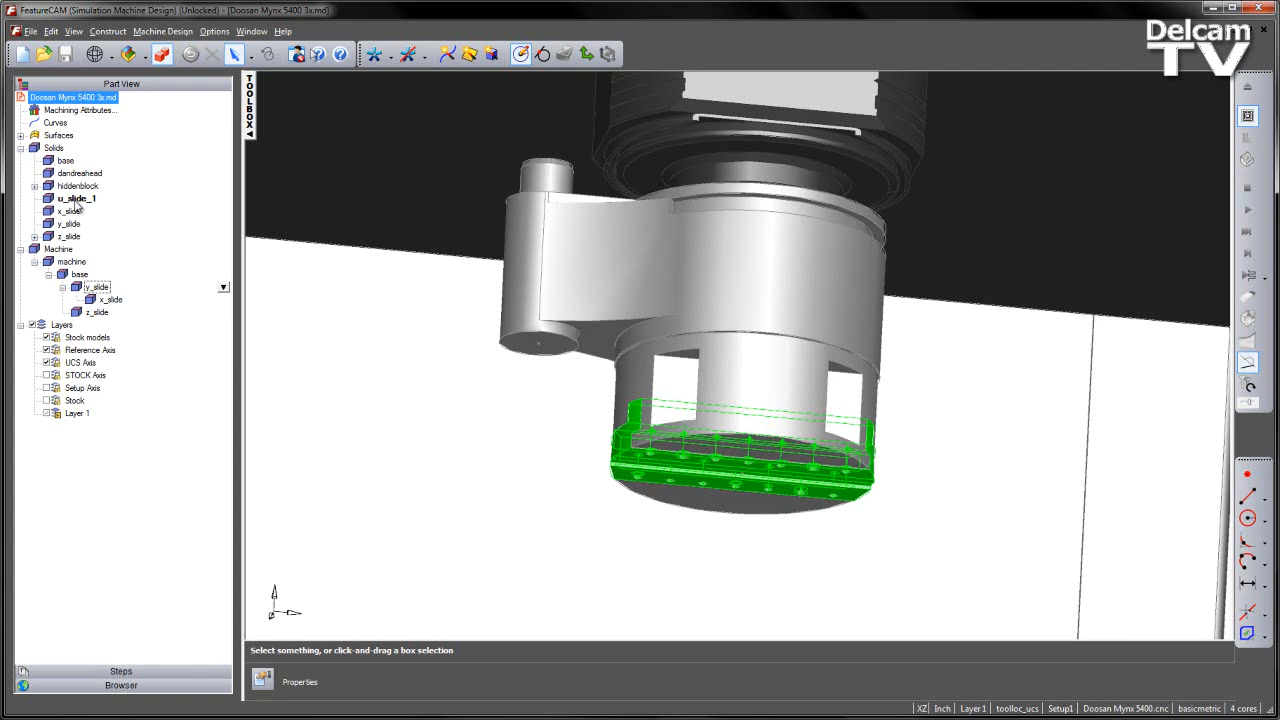 FeatureCAM (Simulation Machine Design) (Unlocked) - [Doosan Mynx 5400 3x.md]
File Edit View Construct Machine Design Options Window Help
Delcam
TV
Part View
TOOLBOX
Doosan Mynx 5400 3x.md
Machining Attributes...
Curves
Surfaces
Solids
base
dandreahead
hiddenblock
u_slide_1
x_slide
y_slide
z_slide
Machine
machine
base
y_slide
x_slide
z_slide
Layers
Stock models
Reference Axis
UCS Axis
STOCK Axis
Setup Axis
Stock
Layer 1
Select something, or click-and-drag a box selection
Steps
Properties
Browser
XZ Inch Layer1 toolloc_ucs Setup1 Doosan Mynx 5400.cnc basicmetric 4 cores